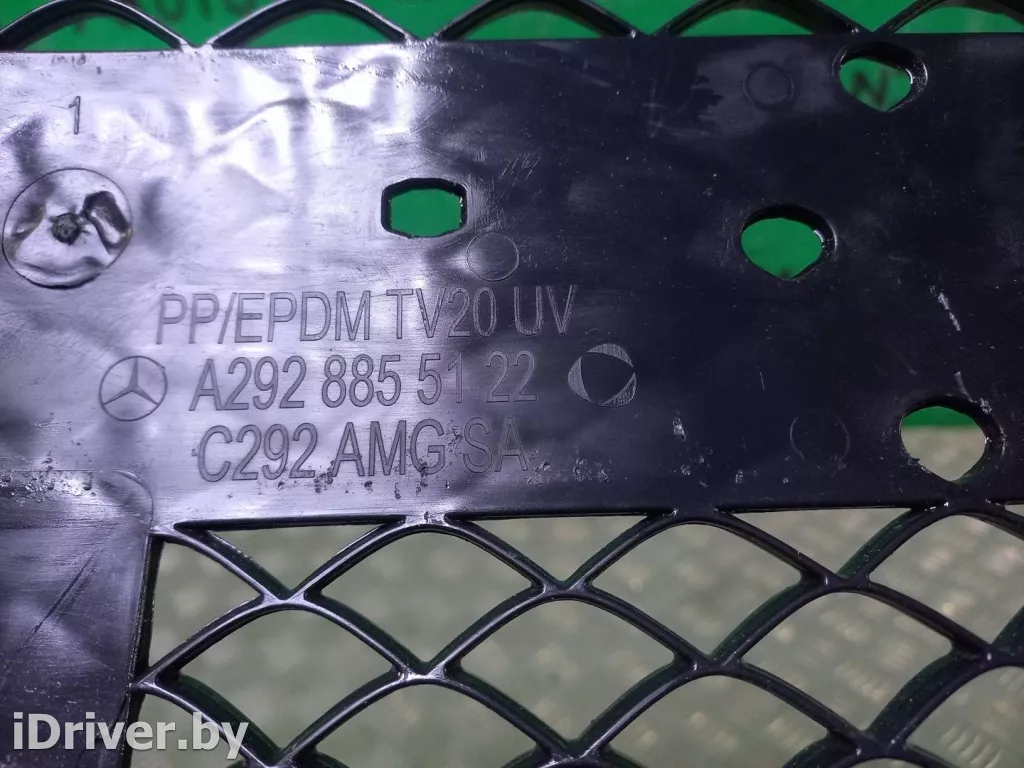 1
N
PP/EPDM TV20 UV
A292 885 51 22
C292 AMG SA
iDriver.by